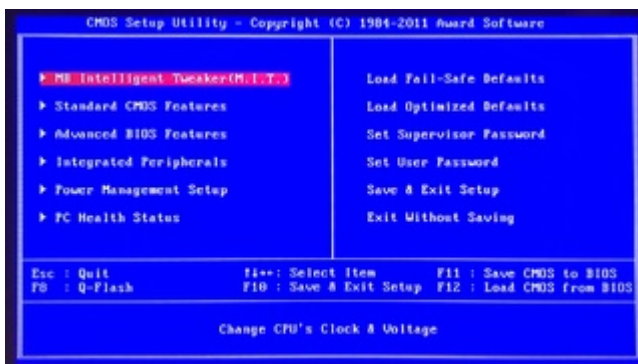 CMOS Setup Utility - Copyright (C) 1984-2011 Award Software
▶ MB Intelligent Tweaker(M.I.T.)
▶ Standard CMOS Features
▶ Advanced BIOS Features
▶ Integrated Peripherals
▶ Power Management Setup
▶ PC Health Status
Load Fail-Safe Defaults
Load Optimized Defaults
Set Supervisor Password
Set User Password
Save & Exit Setup
Exit Without Saving
Esc : Quit
F8 : Q-Flash
↑↓→←: Select Item
F10 : Save & Exit Setup
F11 : Save CMOS to BIOS
F12 : Load CMOS from BIOS
Change CPU's Clock & Voltage